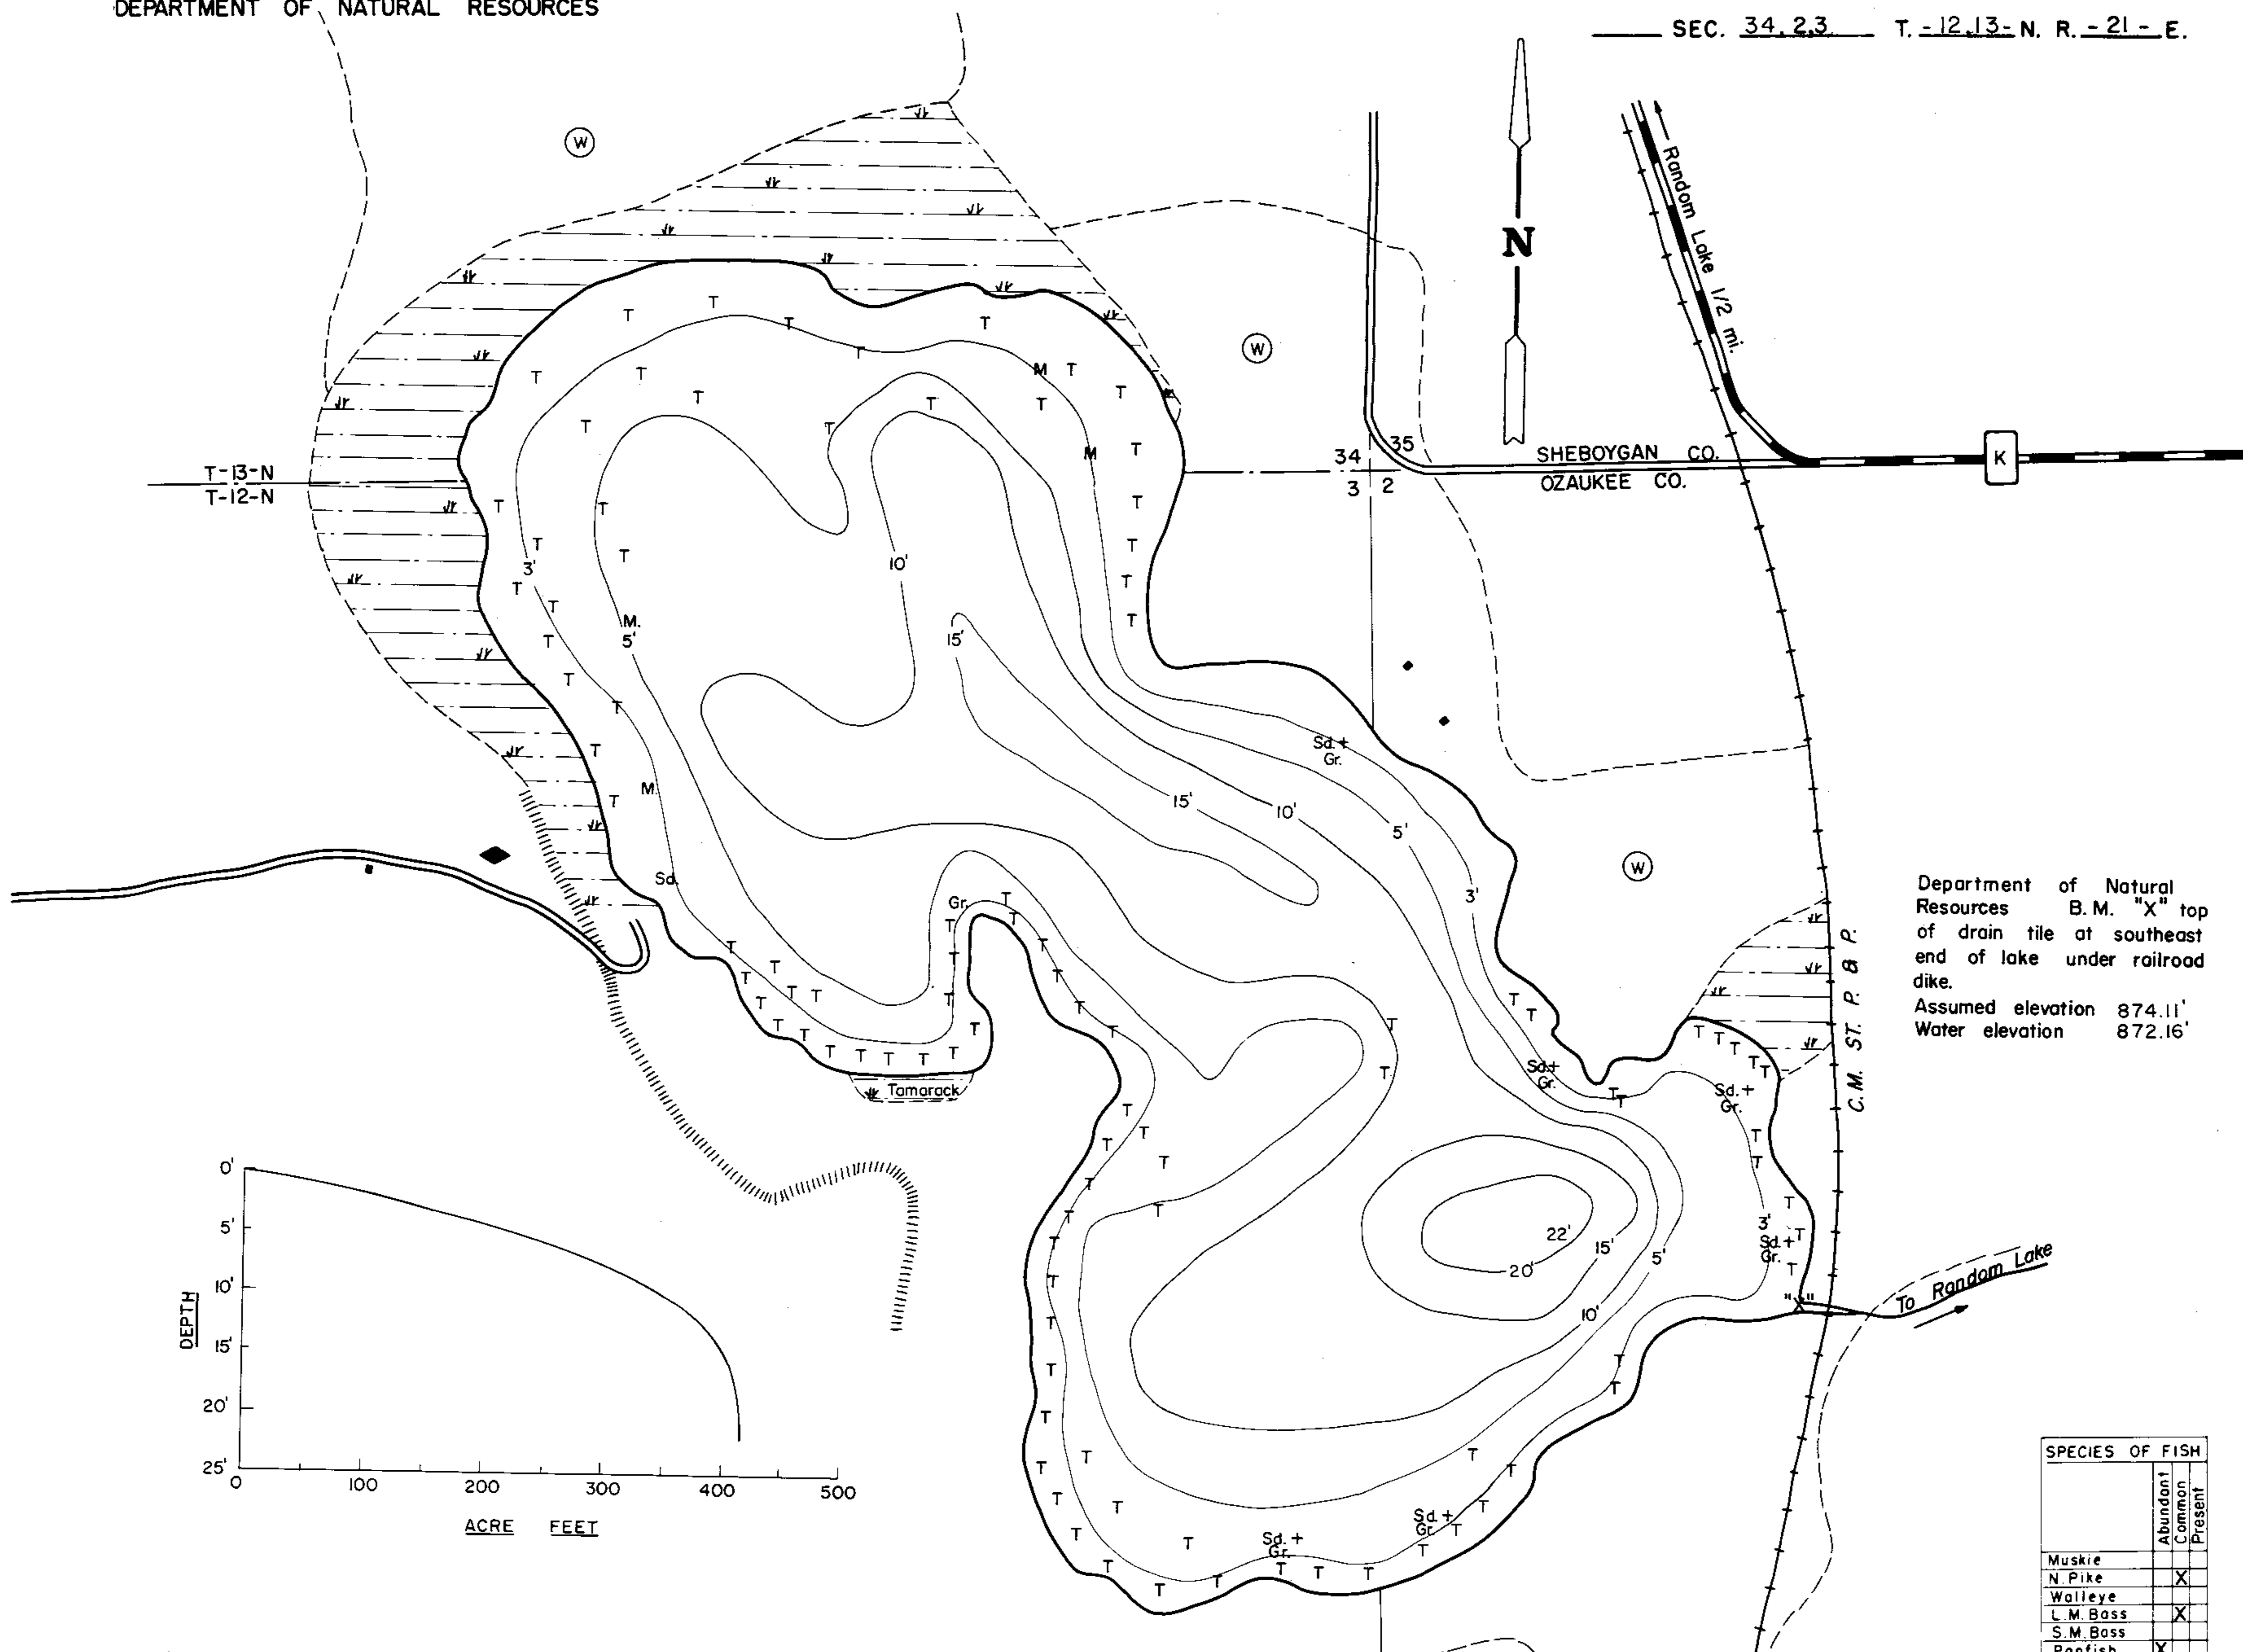 DEPARTMENT OF NATURAL RESOURCES
SEC. 34,2,3 T. -12,13- N. R. -21- E.
W
Random Lake 1/2 mi.
N
W
T-13-N
T-12-N
34 35
3 2
SHEBOYGAN CO.
OZAUKEE CO.
K
T T T T T
T T T T M T T
T T T T M T
T T T T
T T T T T T
3'
10'
M.
5'
15'
Sd.+
Gr.
M.
15'
10'
5'
3'
W
Sd.
Gr.
Tamarack
Sd.+
Gr.
Sd.+
Gr.
C.M. ST. P. & P.
Department of Natural
Resources B.M. "X" top
of drain tile at southeast
end of lake under railroad
dike.
Assumed elevation 874.11'
Water elevation 872.16'
22'
20'
15'
5'
10'
3'
Sd.+
Gr.
"X"
To Random Lake
Sd.+
Gr.
Sd.+
Gr.
0'
5'
10'
15'
20'
25'
DEPTH
0 100 200 300 400 500
ACRE FEET
SPECIES OF FISH
Abundant
Common
Present
Muskie
N. Pike X
Walleye
L.M. Bass X
S.M. Bass
Panfish X